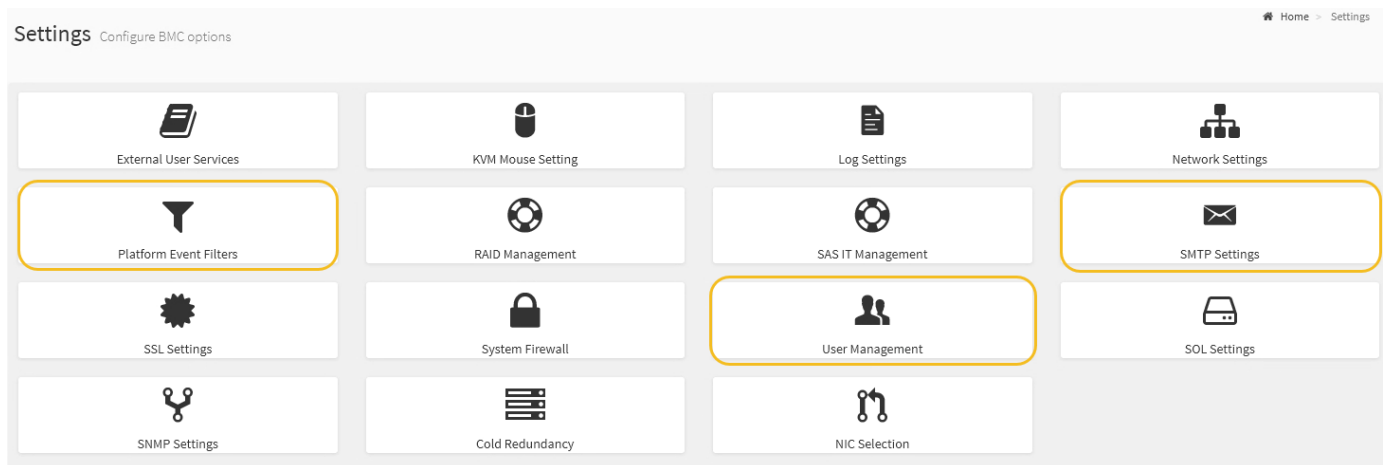 Home > Settings
Settings Configure BMC options
External User Services
KVM Mouse Setting
Log Settings
Network Settings
Platform Event Filters
RAID Management
SAS IT Management
SMTP Settings
SSL Settings
System Firewall
User Management
SOL Settings
SNMP Settings
Cold Redundancy
NIC Selection